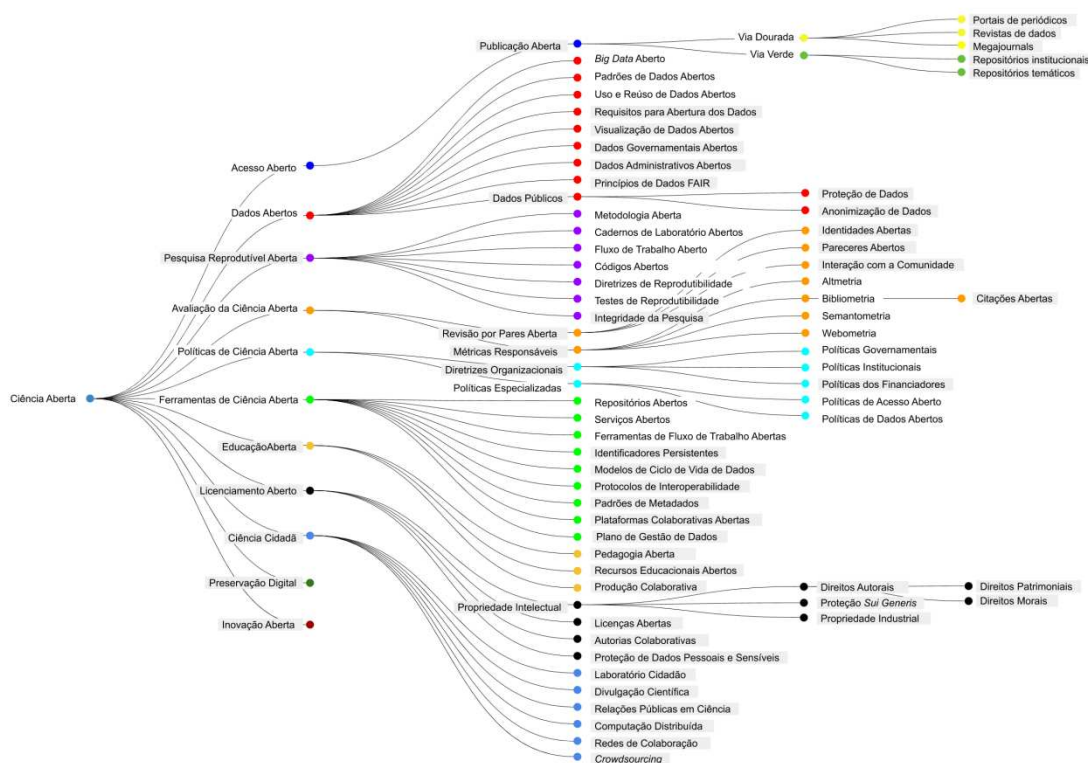 Ciência Aberta
Acesso Aberto
Dados Abertos
Pesquisa Reprodutível Aberta
Avaliação da Ciência Aberta
Políticas de Ciência Aberta
Ferramentas de Ciência Aberta
EducaçãoAberta
Licenciamento Aberto
Ciência Cidadã
Preservação Digital
Inovação Aberta
Publicação Aberta
Big Data Aberto
Padrões de Dados Abertos
Uso e Reúso de Dados Abertos
Requisitos para Abertura dos Dados
Visualização de Dados Abertos
Dados Governamentais Abertos
Dados Administrativos Abertos
Princípios de Dados FAIR
Dados Públicos
Metodologia Aberta
Cadernos de Laboratório Abertos
Fluxo de Trabalho Aberto
Códigos Abertos
Diretrizes de Reprodutibilidade
Testes de Reprodutibilidade
Integridade da Pesquisa
Revisão por Pares Aberta
Métricas Responsáveis
Diretrizes Organizacionais
Políticas Especializadas
Repositórios Abertos
Serviços Abertos
Ferramentas de Fluxo de Trabalho Abertas
Identificadores Persistentes
Modelos de Ciclo de Vida de Dados
Protocolos de Interoperabilidade
Padrões de Metadados
Plataformas Colaborativas Abertas
Plano de Gestão de Dados
Pedagogia Aberta
Recursos Educacionais Abertos
Produção Colaborativa
Propriedade Intelectual
Licenças Abertas
Autorias Colaborativas
Proteção de Dados Pessoais e Sensíveis
Laboratório Cidadão
Divulgação Científica
Relações Públicas em Ciência
Computação Distribuída
Redes de Colaboração
Crowdsourcing
Via Dourada
Via Verde
Proteção de Dados
Anonimização de Dados
Identidades Abertas
Pareceres Abertos
Interação com a Comunidade
Altmetria
Bibliometria
Semantometria
Webometria
Políticas Governamentais
Políticas Institucionais
Políticas dos Financiadores
Políticas de Acesso Aberto
Políticas de Dados Abertos
Direitos Autorais
Proteção Sui Generis
Propriedade Industrial
Portais de periódicos
Revistas de dados
Megajournals
Repositórios institucionais
Repositórios temáticos
Citações Abertas
Direitos Patrimoniais
Direitos Morais